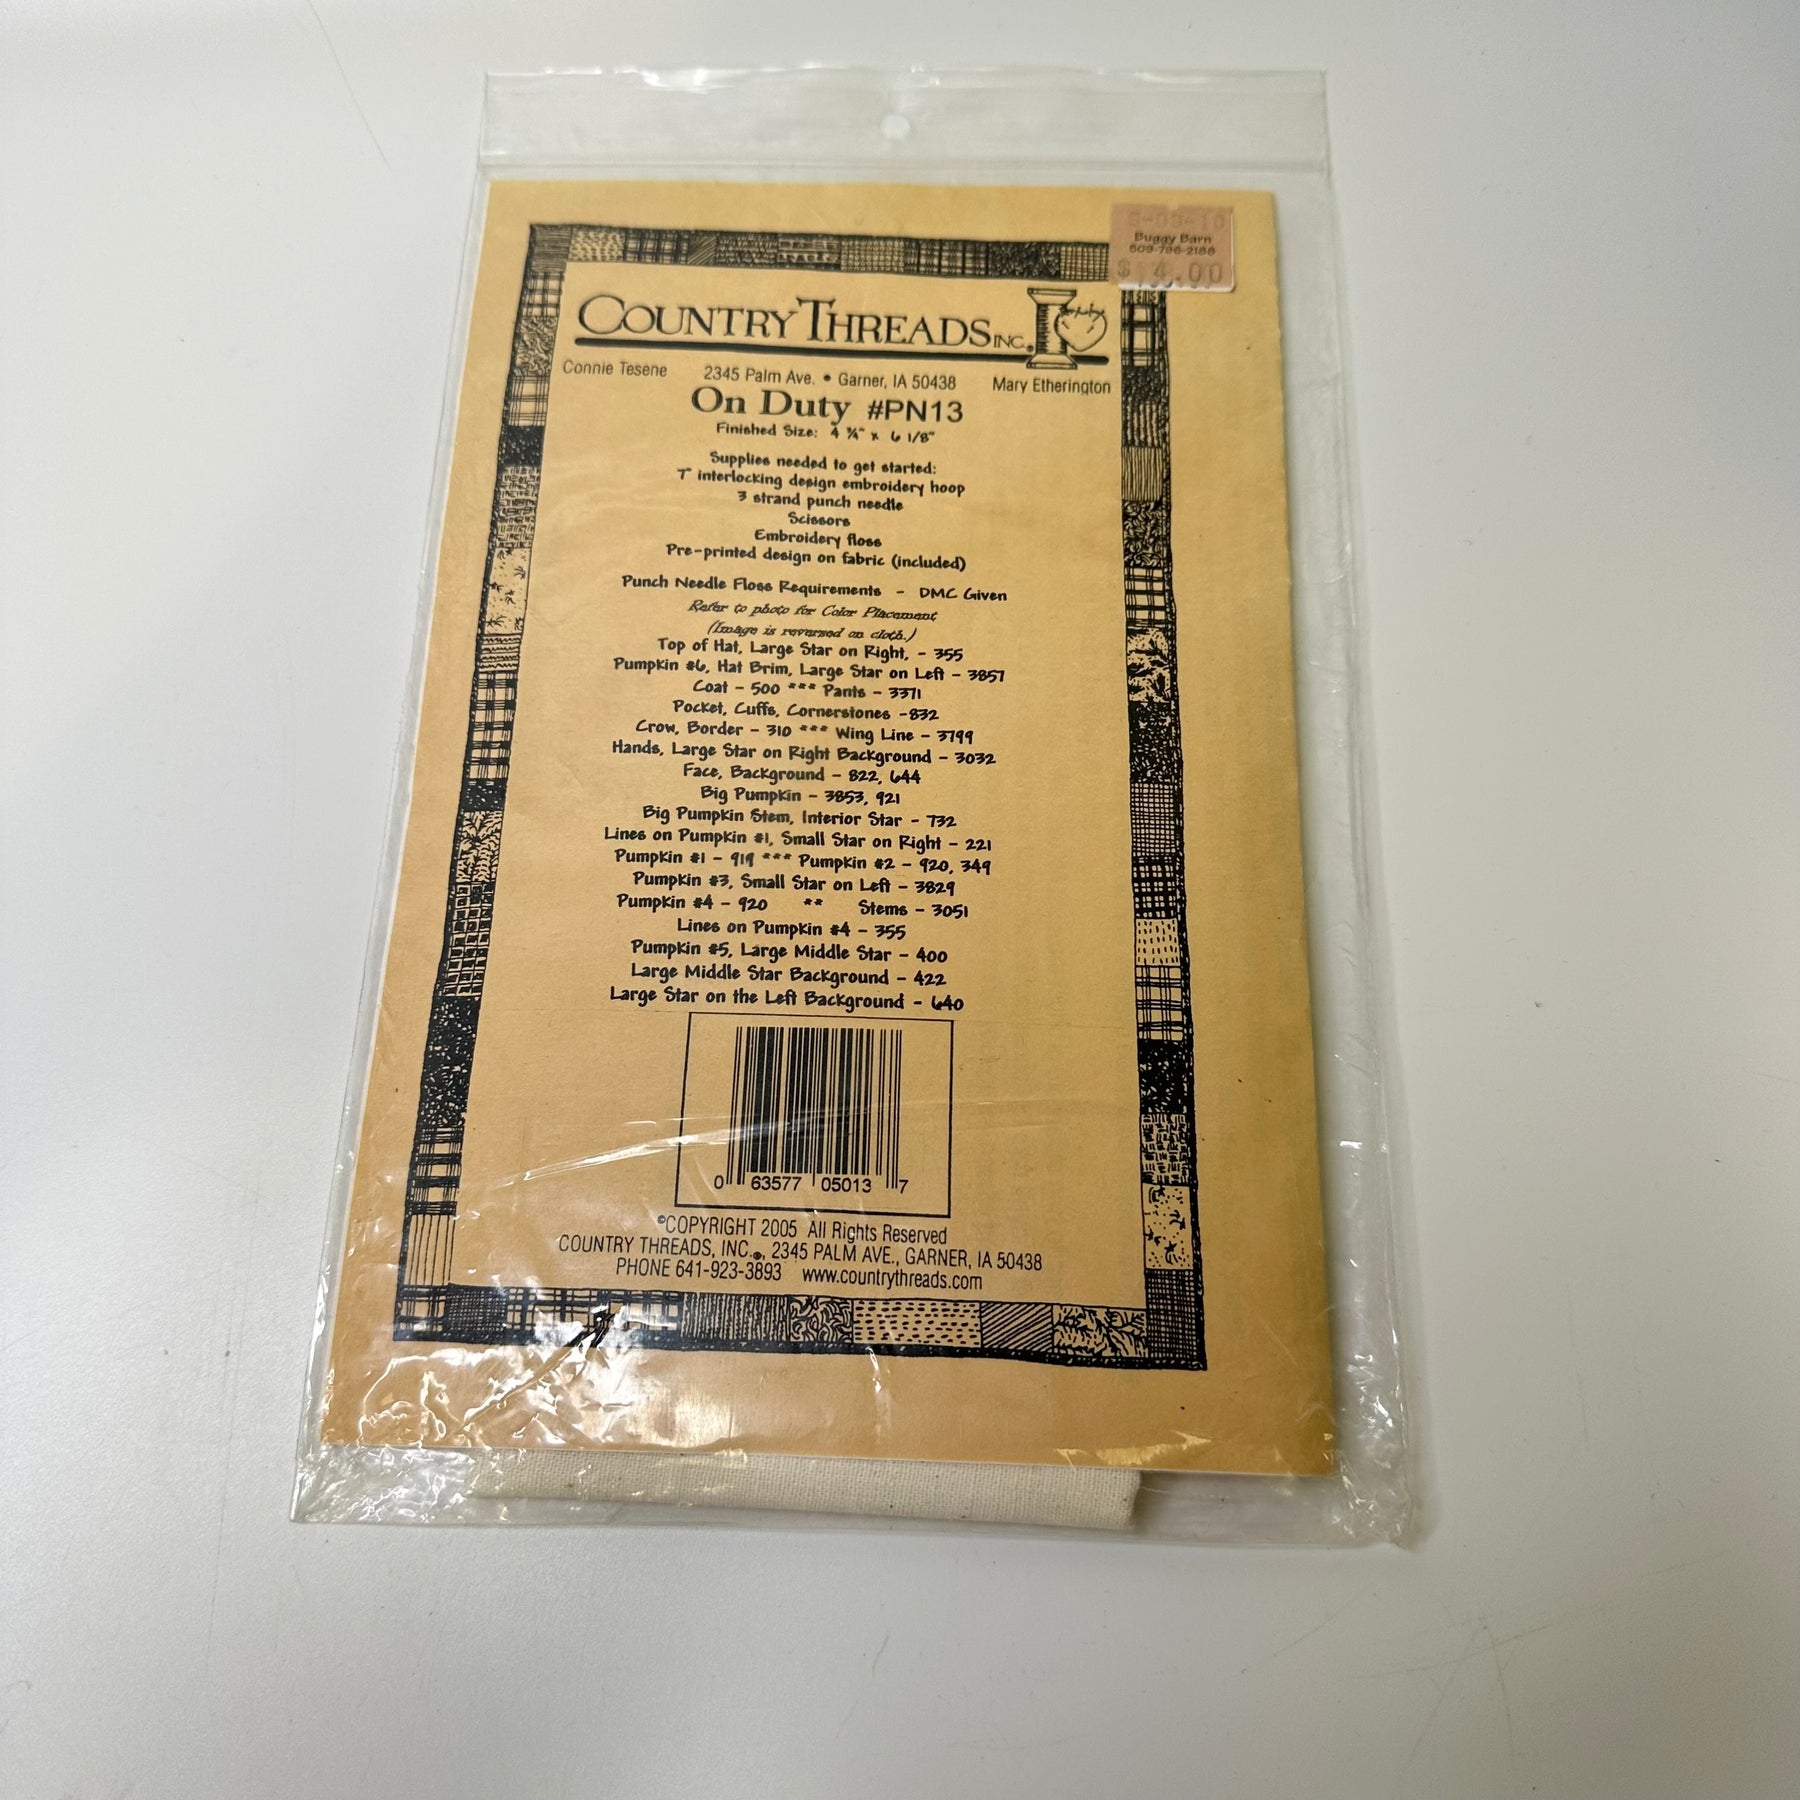 Buggy Barn
509-796-2188
$ 4.00
COUNTRY THREADS INC.
Connie Tesene 2345 Palm Ave. • Garner, IA 50438 Mary Etherington
On Duty #PN13
Finished Size: 4 ¾" x 6 1/8"
Supplies needed to get started:
7" interlocking design embroidery hoop
3 strand punch needle
Scissors
Embroidery floss
Pre-printed design on fabric (included)
Punch Needle Floss Requirements - DMC Given
Refer to photo for Color Placement
(Image is reversed on cloth.)
Top of Hat, Large Star on Right, - 355
Pumpkin #6, Hat Brim, Large Star on Left - 3857
Coat - 500 *** Pants - 3371
Pocket, Cuffs, Cornerstones -832
Crow, Border - 310 *** Wing Line - 3799
Hands, Large Star on Right Background - 3032
Face, Background - 822, 644
Big Pumpkin - 3853, 921
Big Pumpkin Stem, Interior Star - 732
Lines on Pumpkin #1, Small Star on Right - 221
Pumpkin #1 - 919 *** Pumpkin #2 - 920, 349
Pumpkin #3, Small Star on Left - 3829
Pumpkin #4 - 920 ** Stems - 3051
Lines on Pumpkin #4 - 355
Pumpkin #5, Large Middle Star - 400
Large Middle Star Background - 422
Large Star on the Left Background - 640
0 63577 05013 7
©COPYRIGHT 2005 All Rights Reserved
COUNTRY THREADS, INC.®, 2345 PALM AVE., GARNER, IA 50438
PHONE 641-923-3893 www.countrythreads.com